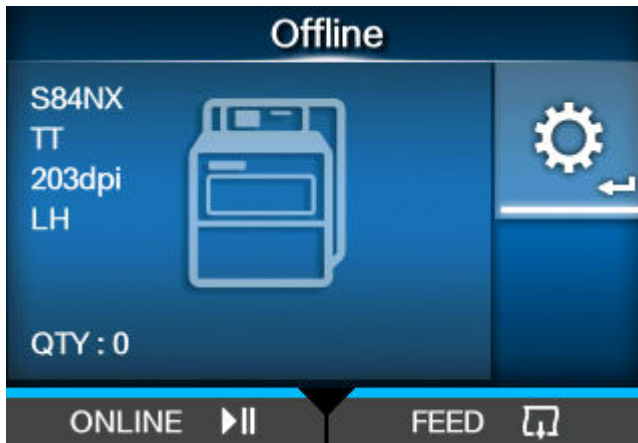 Offline
S84NX
TT
203dpi
LH
QTY : 0
ONLINE
FEED